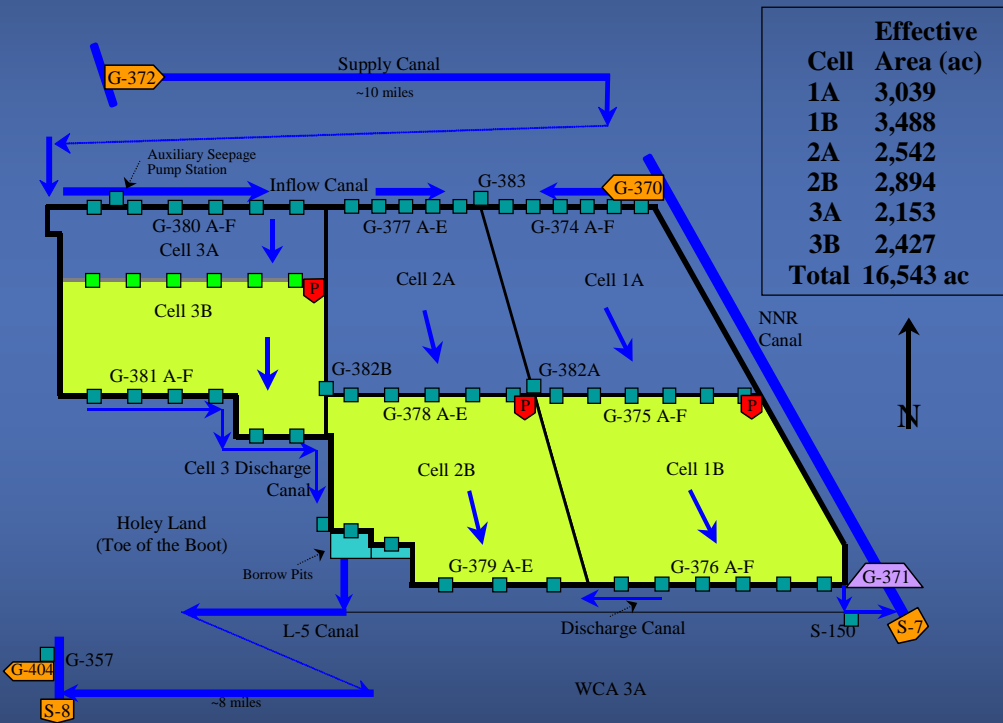 Effective
Cell Area (ac)
1A 3,039
1B 3,488
2A 2,542
2B 2,894
3A 2,153
3B 2,427
Total 16,543 ac
G-372
Supply Canal
~10 miles
Auxiliary Seepage
Pump Station
Inflow Canal
G-383
G-370
G-380 A-F
G-377 A-E
G-374 A-F
Cell 3A
Cell 2A
Cell 1A
P
Cell 3B
NNR
Canal
G-382B
G-382A
G-381 A-F
G-378 A-E
P
G-375 A-F
P
N
Cell 3 Discharge
Canal
Cell 2B
Cell 1B
Holey Land
(Toe of the Boot)
Borrow Pits
G-379 A-E
G-376 A-F
G-371
L-5 Canal
Discharge Canal
S-150
S-7
G-357
G-404
~8 miles
WCA 3A
S-8